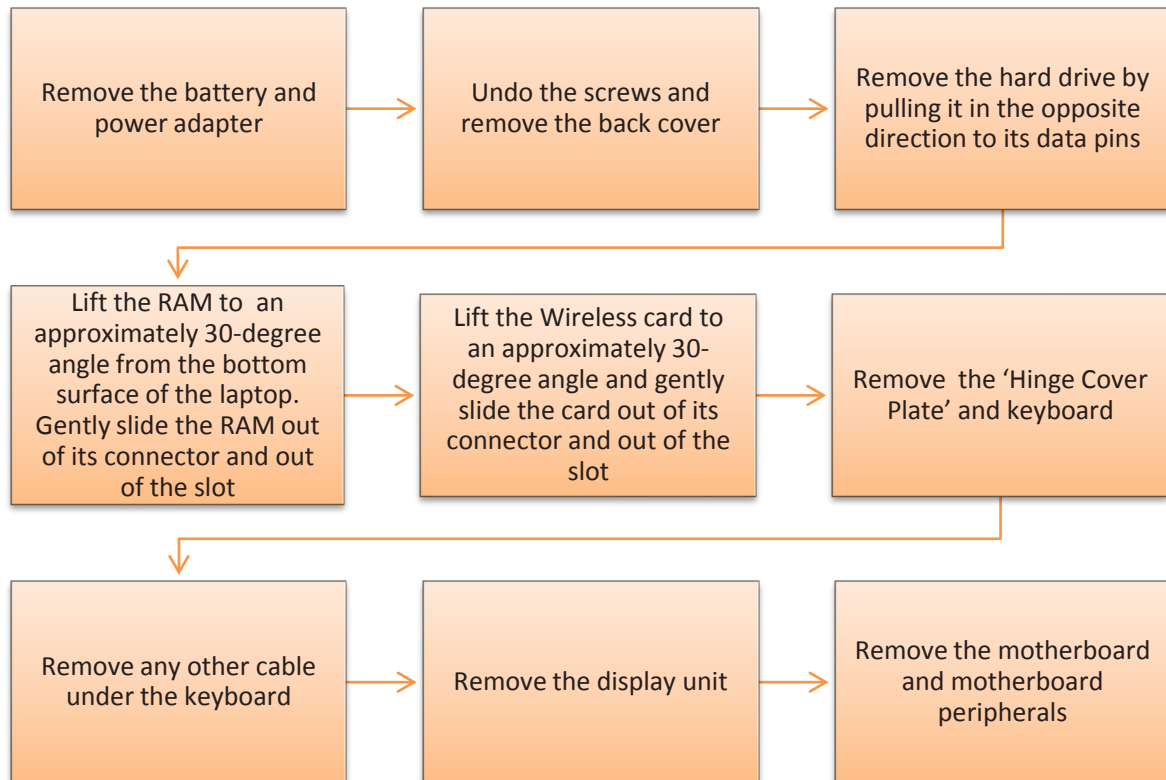 Remove the battery and
power adapter
Undo the screws and
remove the back cover
Remove the hard drive by
pulling it in the opposite
direction to its data pins
Lift the RAM to  an
approximately 30-degree
angle from the bottom
surface of the laptop.
Gently slide the RAM out
of its connector and out
of the slot
Lift the Wireless card to
an approximately 30-
degree angle and gently
slide the card out of its
connector and out of the
slot
Remove  the ‘Hinge Cover
Plate’ and keyboard
Remove any other cable
under the keyboard
Remove the display unit
Remove the motherboard
and motherboard
peripherals